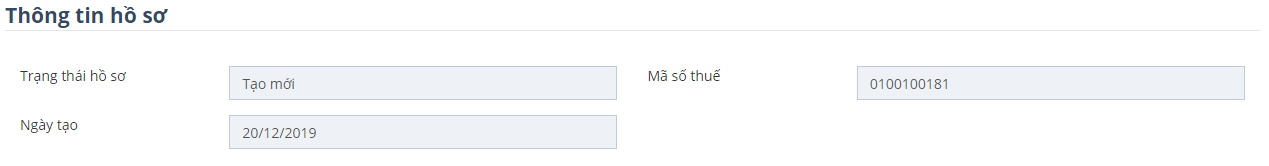 Thông tin hồ sơ
Trạng thái hồ sơ
Tạo mới
Mã số thuế
0100100181
Ngày tạo
20/12/2019